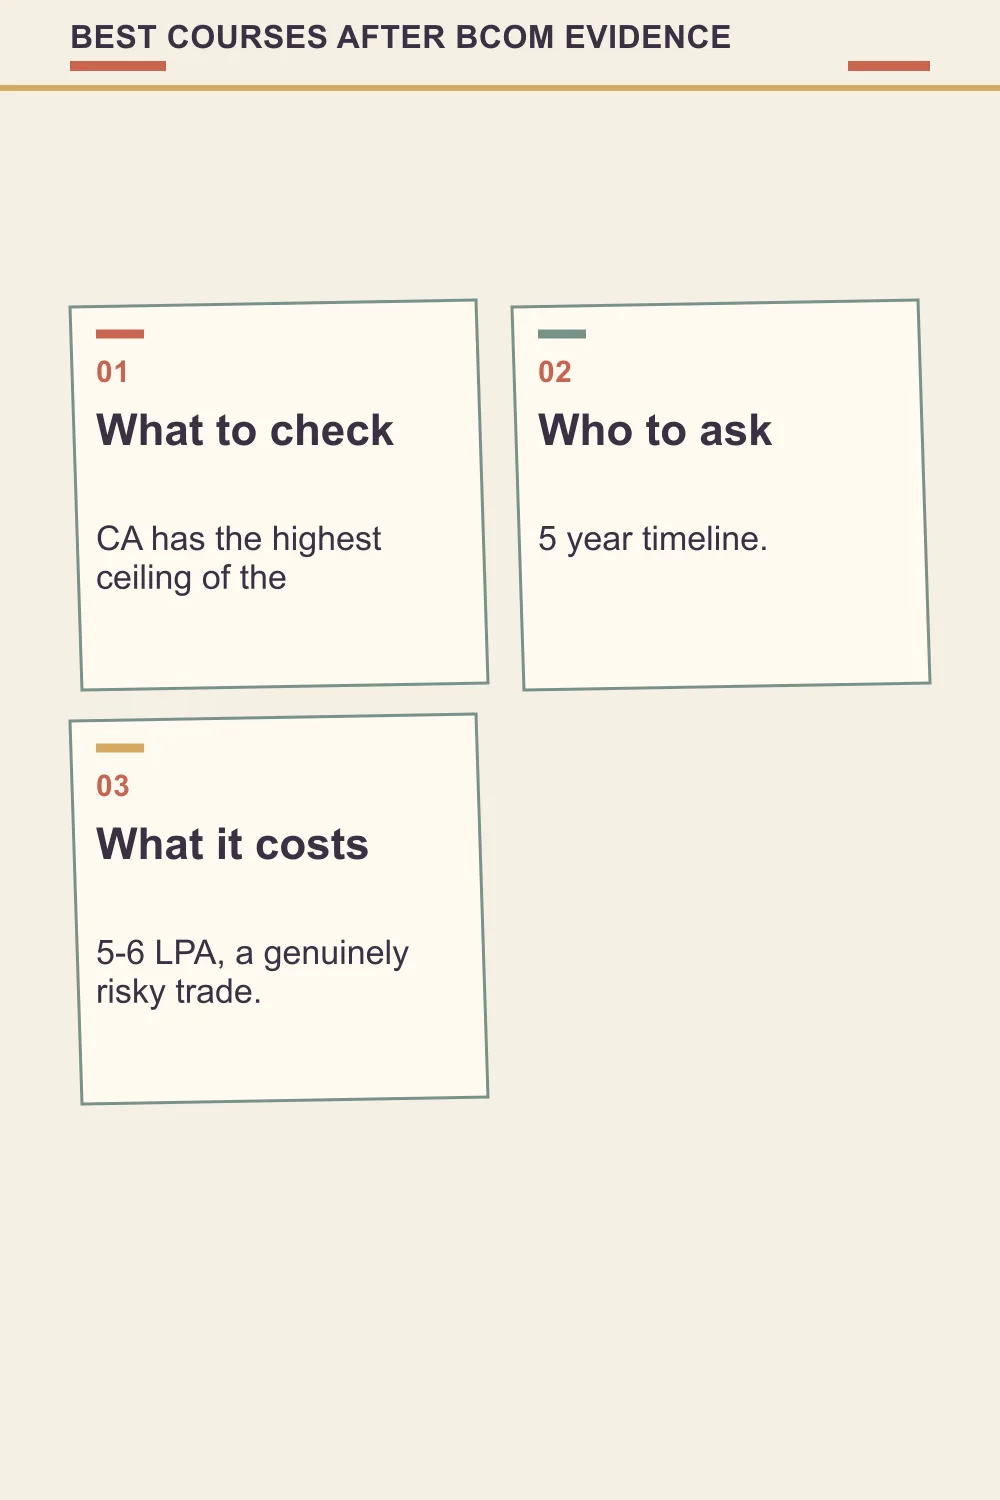 BEST COURSES AFTER BCOM EVIDENCE
01
What to check
CA has the highest
ceiling of the
02
Who to ask
5 year timeline.
03
What it costs
5-6 LPA, a genuinely
risky trade.